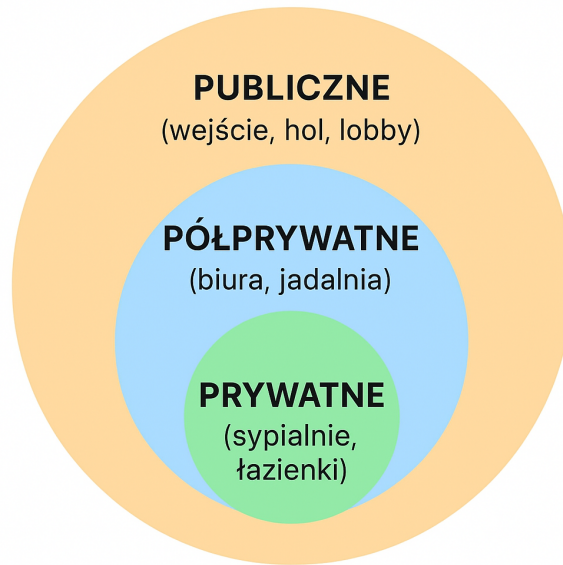 PUBLICZNE
(wejście, hol, lobby)
PÓŁPRYWATNE
(biura, jadalnia)
PRYWATNE
(sypialnie,
łazienki)